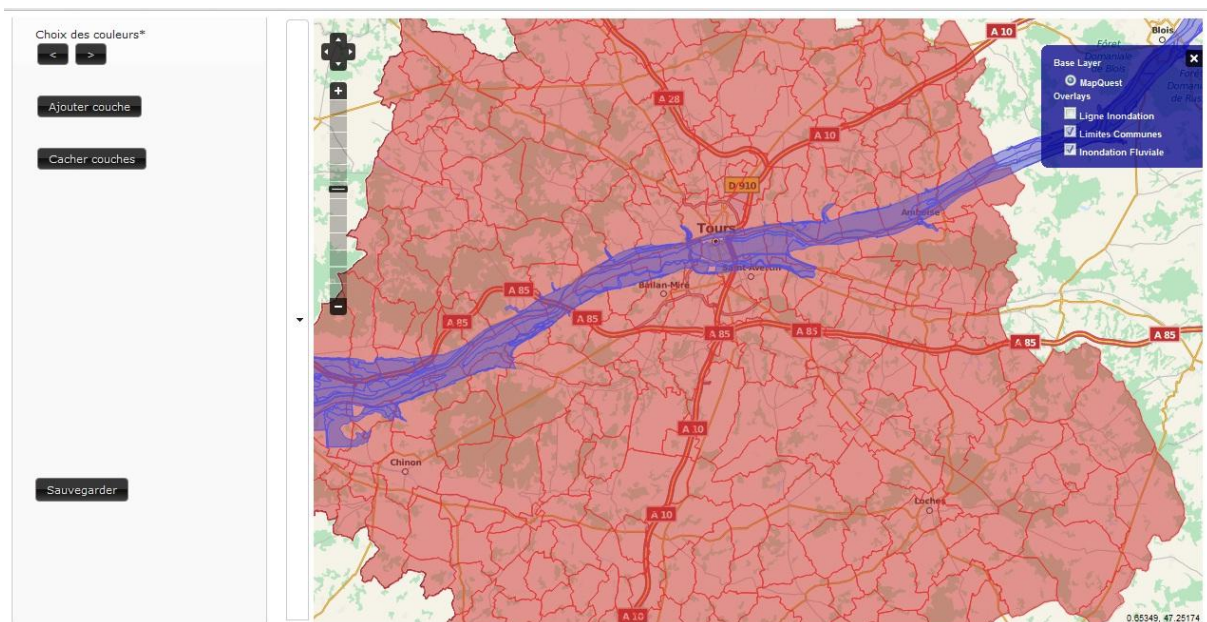 Choix des couleurs*
< >
Ajouter couche
Cacher couches
Sauvegarder
Blois
A 10
Base Layer
MapQuest
Overlays
Ligne Inondation
Limites Communes
Inondation Fluviale
A 28
A 10
D 910
Amboise
Tours
Saint-Avertin
Ballan-Miré
A 85
A 85
A 85
A 85
A 85
A 85
A 85
A 10
Chinon
Loches
A 10
A 10
0.65349, 47.25174